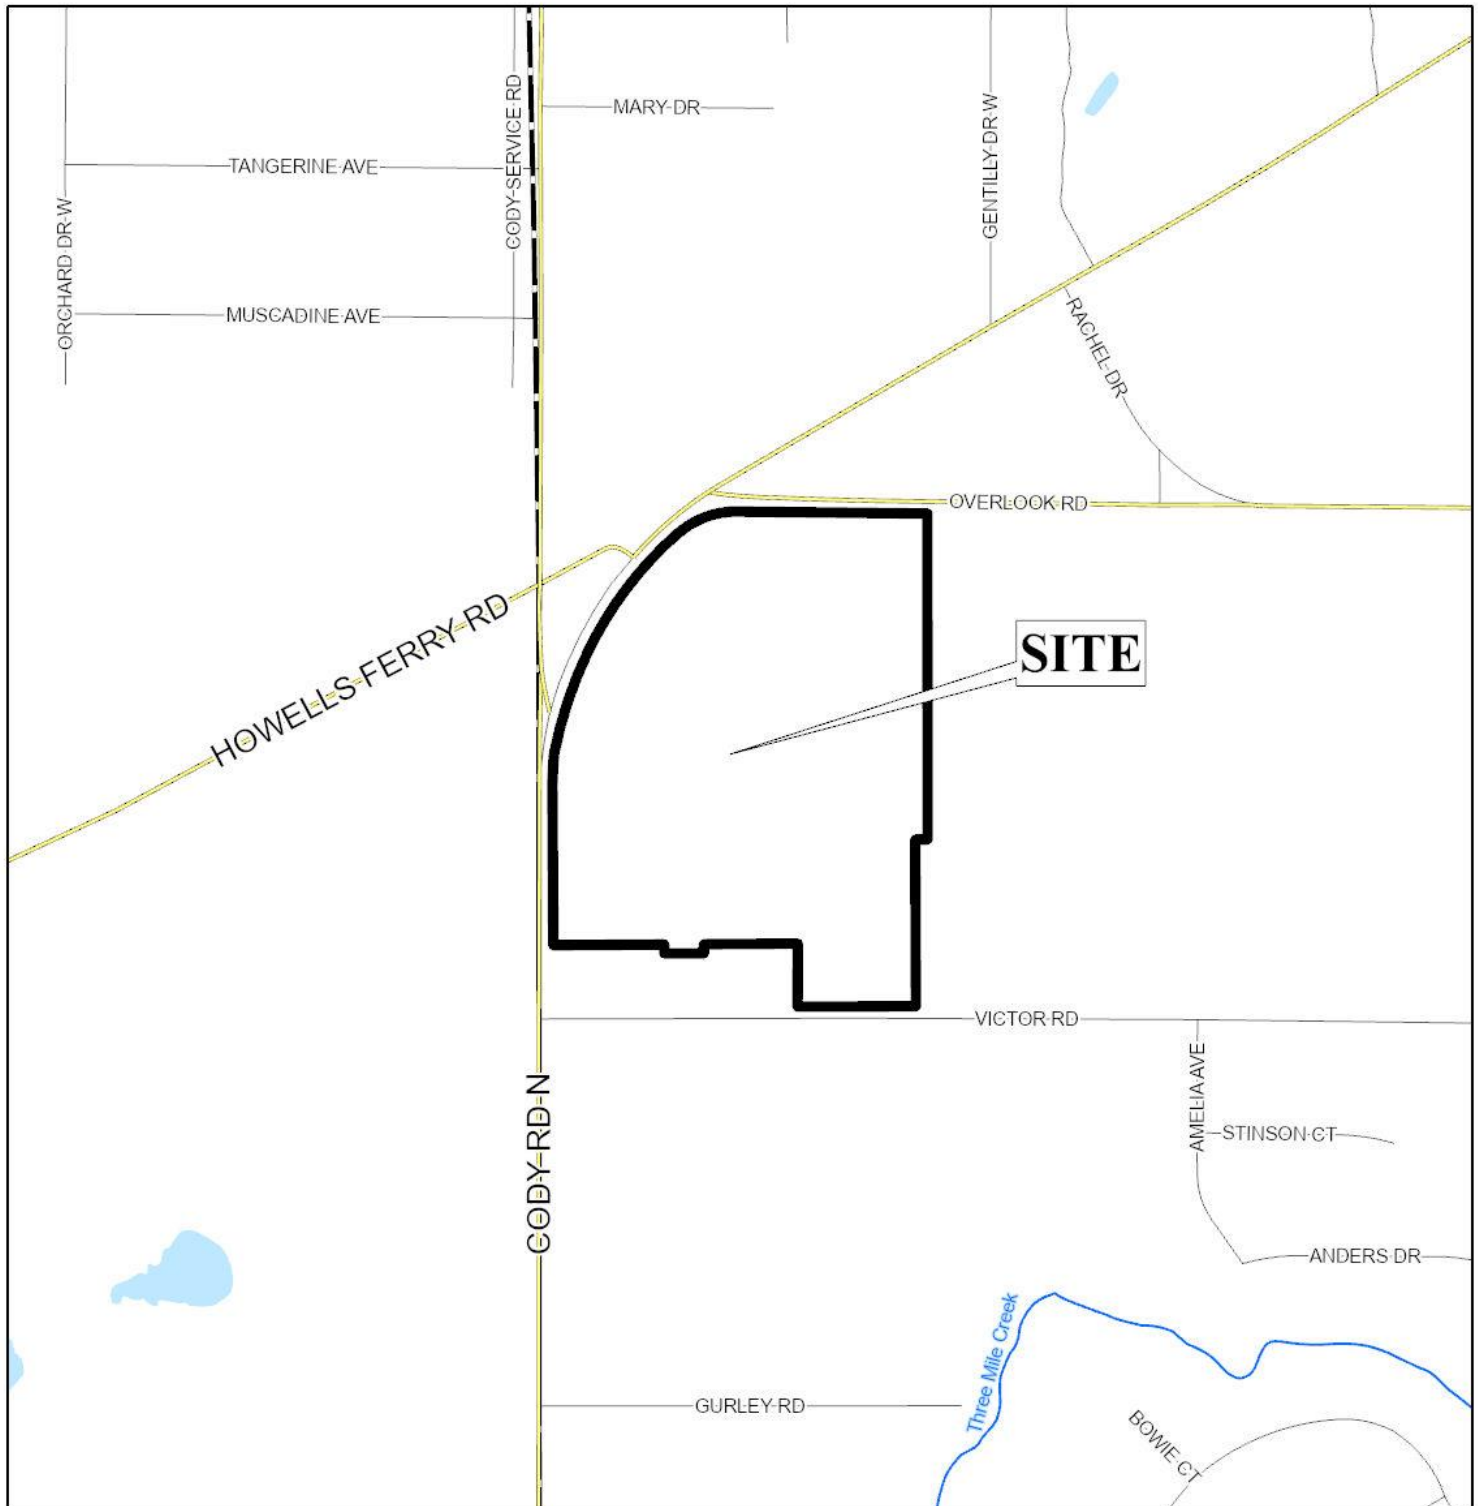 MARY DR
CODY SERVICE RD
TANGERINE AVE
GENTILLY DR W
ORCHARD DR W
MUSCADINE AVE
RACHEL DR
OVERLOOK RD
HOWELLS FERRY RD
SITE
VICTOR RD
CODY RD N
AMELIA AVE
STINSON CT
ANDERS DR
Three Mile Creek
GURLEY RD
BOWIE CT